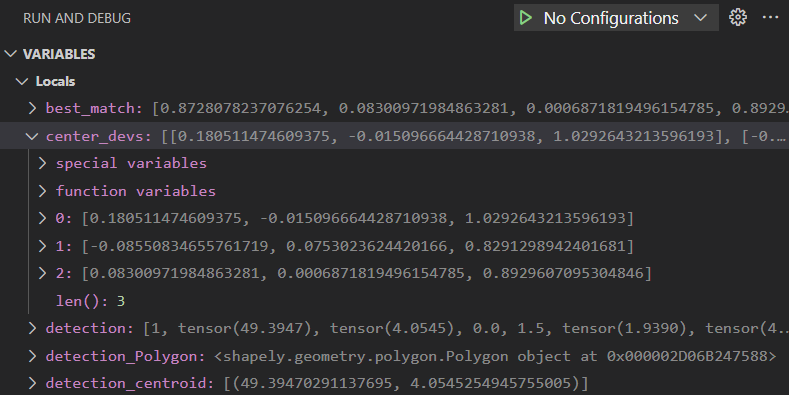 RUN AND DEBUG
No Configurations
VARIABLES
Locals
best_match: [0.8728078237076254, 0.08300971984863281, 0.0006871819496154785, 0.8929…
center_devs: [[0.180511474609375, -0.015096664428710938, 1.0292643213596193], [-0.…
special variables
function variables
0: [0.180511474609375, -0.015096664428710938, 1.0292643213596193]
1: [-0.08550834655761719, 0.0753023624420166, 0.8291298942401681]
2: [0.08300971984863281, 0.0006871819496154785, 0.8929607095304846]
len(): 3
detection: [1, tensor(49.3947), tensor(4.0545), 0.0, 1.5, tensor(1.9390), tensor(4.…
detection_Polygon: <shapely.geometry.polygon.Polygon object at 0x000002D06B247588>
detection_centroid: [(49.39470291137695, 4.0545254945755005)]